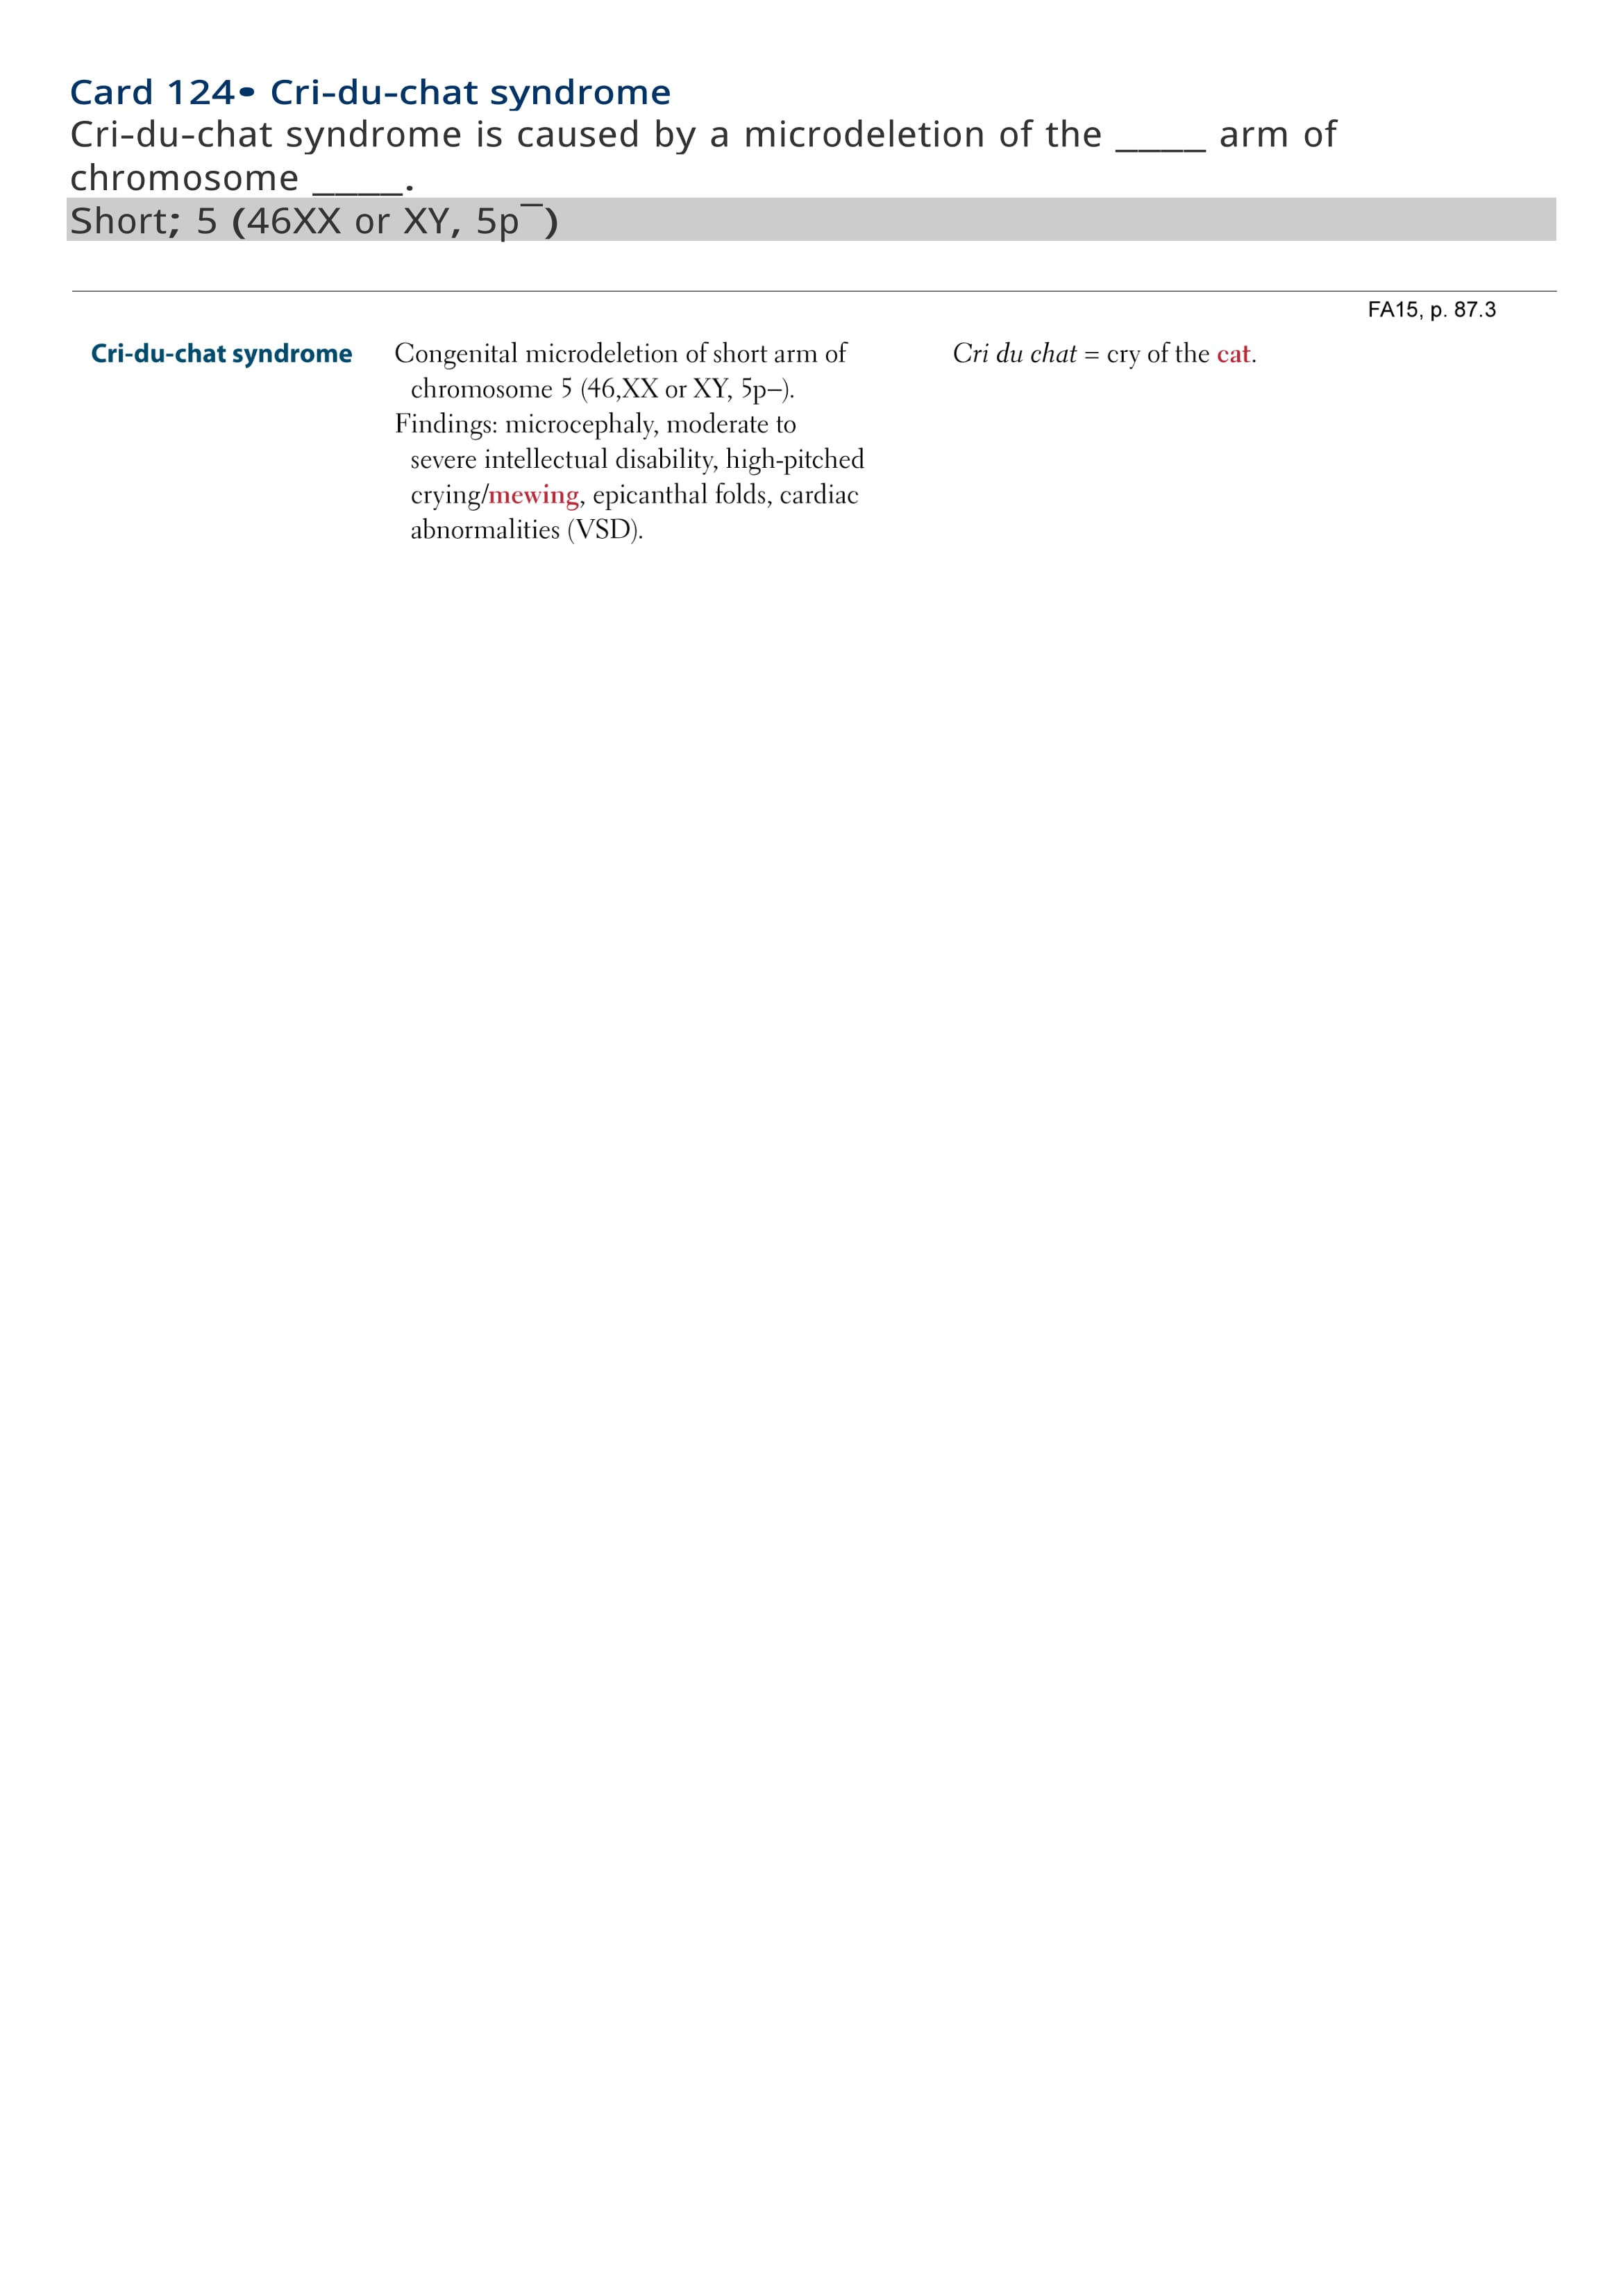 Card 124• Cri-du-chat syndrome
Cri-du-chat syndrome is caused by a microdeletion of the ____ arm of
chromosome ____.
Short; 5 (46XX or XY, 5p¯)
FA15, p. 87.3
Cri-du-chat syndrome
Congenital microdeletion of short arm of
chromosome 5 (46,XX or XY, 5p–).
Findings: microcephaly, moderate to
severe intellectual disability, high-pitched
crying/mewing, epicanthal folds, cardiac
abnormalities (VSD).
Cri du chat = cry of the cat.